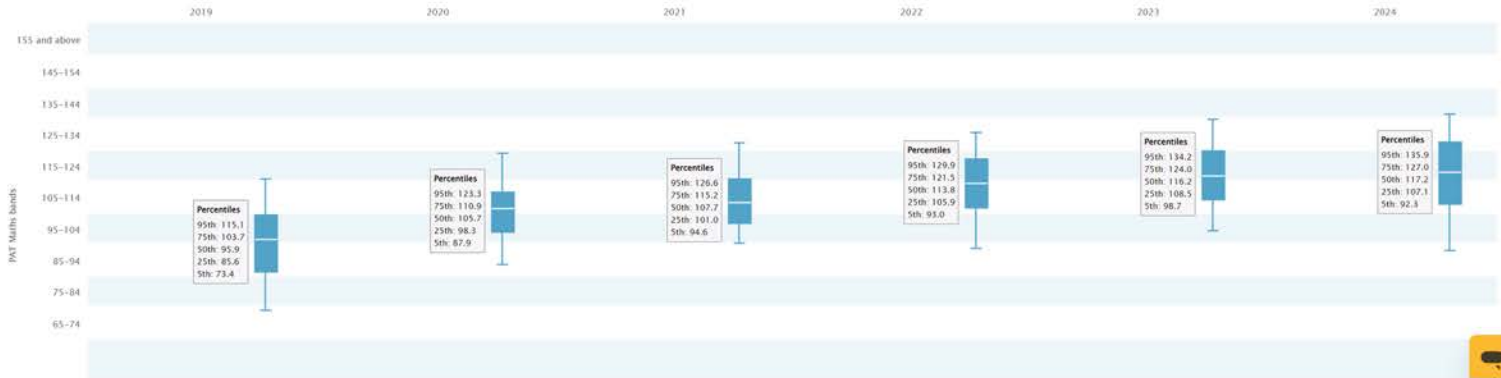 2019 2020 2021 2022 2023 2024
155 and above
145-154
135-144
125-134
115-124
105-114
95-104
85-94
75-84
65-74
PAT Maths bands
Percentiles
95th: 115.1
75th: 103.7
50th: 95.9
25th: 85.6
5th: 73.4
Percentiles
95th: 123.3
75th: 110.9
50th: 105.7
25th: 98.3
5th: 87.9
Percentiles
95th: 126.6
75th: 115.2
50th: 107.7
25th: 101.0
5th: 94.6
Percentiles
95th: 129.9
75th: 121.5
50th: 113.8
25th: 105.9
5th: 93.0
Percentiles
95th: 134.2
75th: 124.0
50th: 116.2
25th: 108.5
5th: 98.7
Percentiles
95th: 135.9
75th: 127.0
50th: 117.2
25th: 107.1
5th: 92.3